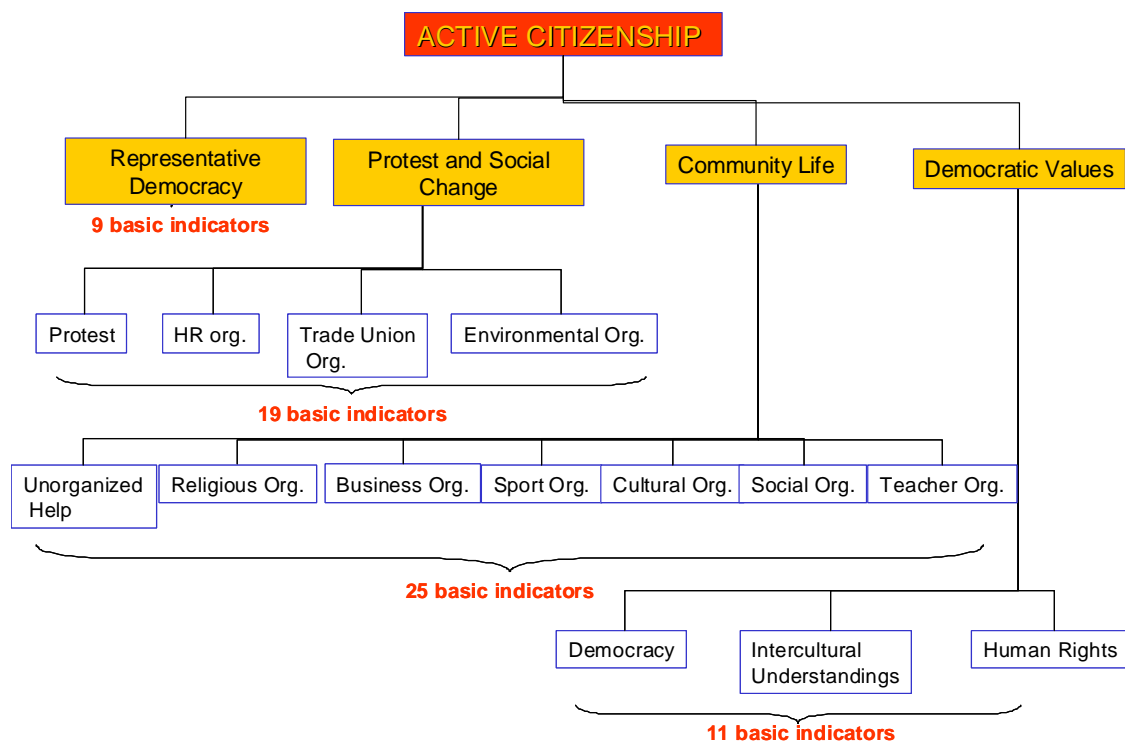 ACTIVE CITIZENSHIP
Representative
Democracy
Protest and Social
Change
Community Life
Democratic Values
9 basic indicators
Protest
HR org.
Trade Union
Org.
Environmental Org.
19 basic indicators
Unorganized
Help
Religious Org.
Business Org.
Sport Org.
Cultural Org.
Social Org.
Teacher Org.
25 basic indicators
Democracy
Intercultural
Understandings
Human Rights
11 basic indicators